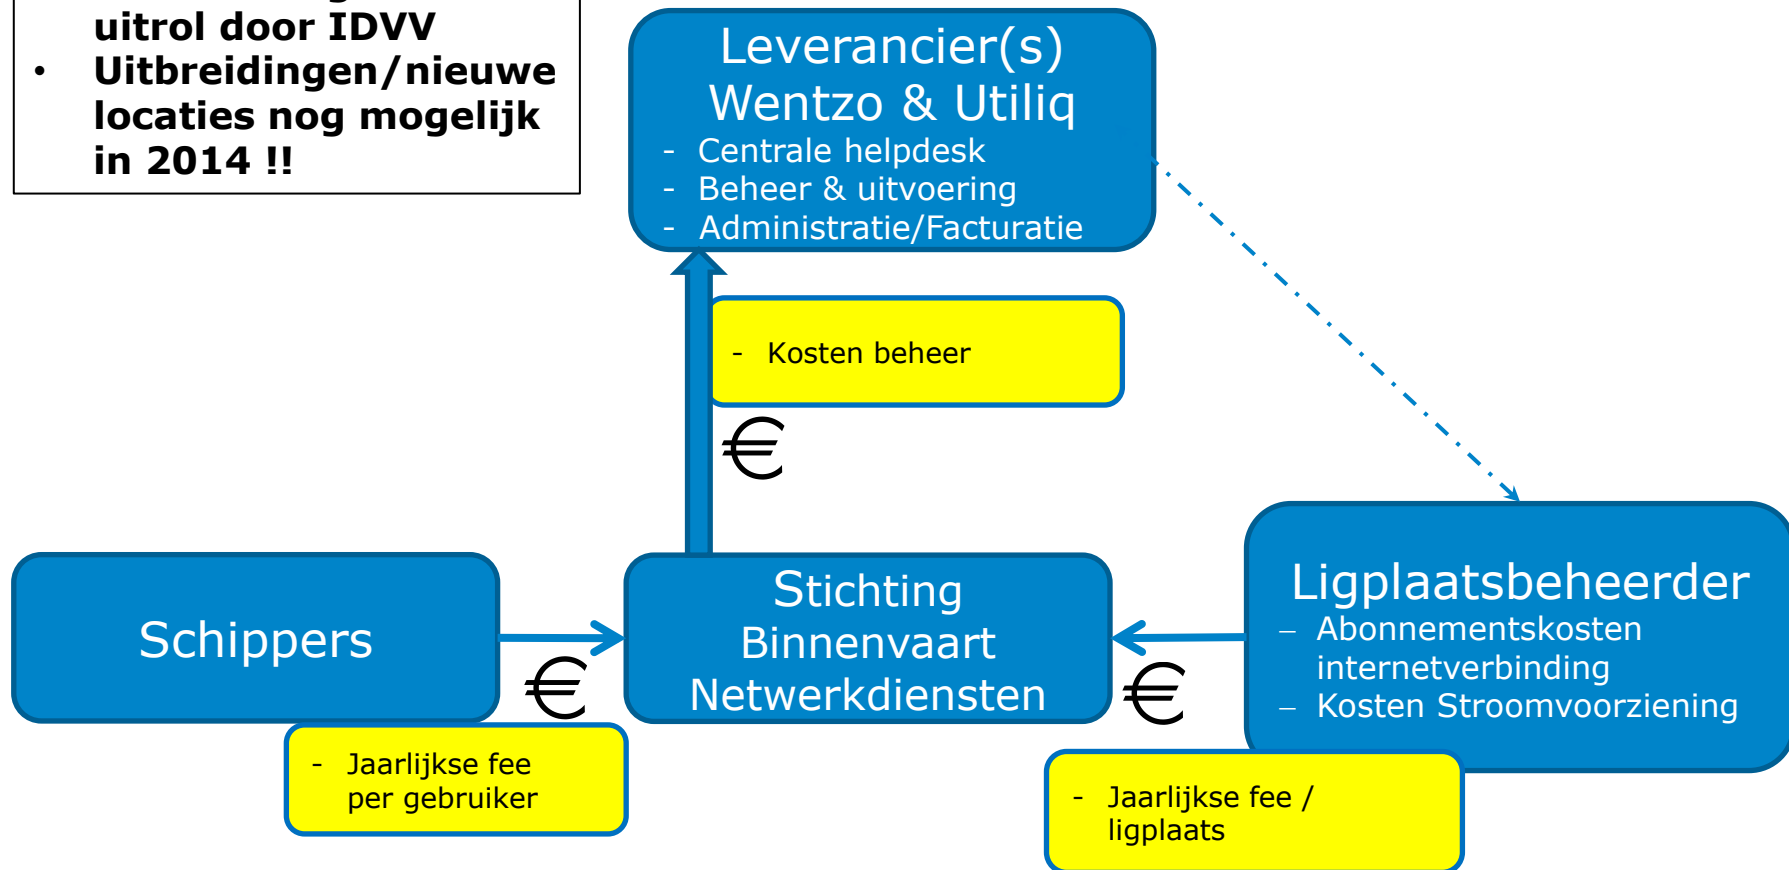 uitrol door IDVV
• Uitbreidingen/nieuwe
locaties nog mogelijk
in 2014 !!
Leverancier(s)
Wentzo & Utiliq
- Centrale helpdesk
- Beheer & uitvoering
- Administratie/Facturatie
- Kosten beheer
€
Schippers
€
- Jaarlijkse fee
per gebruiker
Stichting
Binnenvaart
Netwerkdiensten
€
Ligplaatsbeheerder
– Abonnementskosten
internetverbinding
– Kosten Stroomvoorziening
- Jaarlijkse fee /
ligplaats